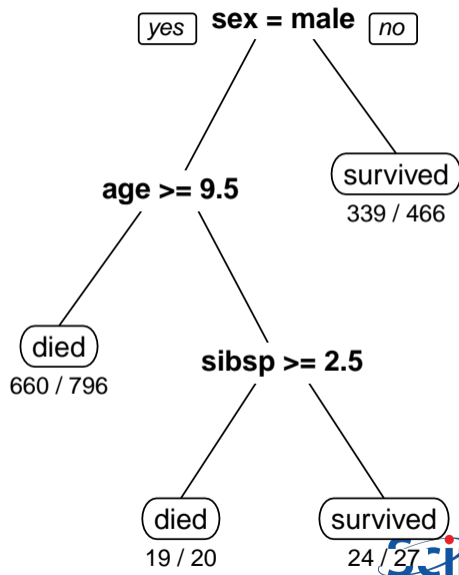 yes sex = male no
survived
339 / 466
age >= 9.5
died
660 / 796
sibsp >= 2.5
died survived
19 / 20 24 / 27